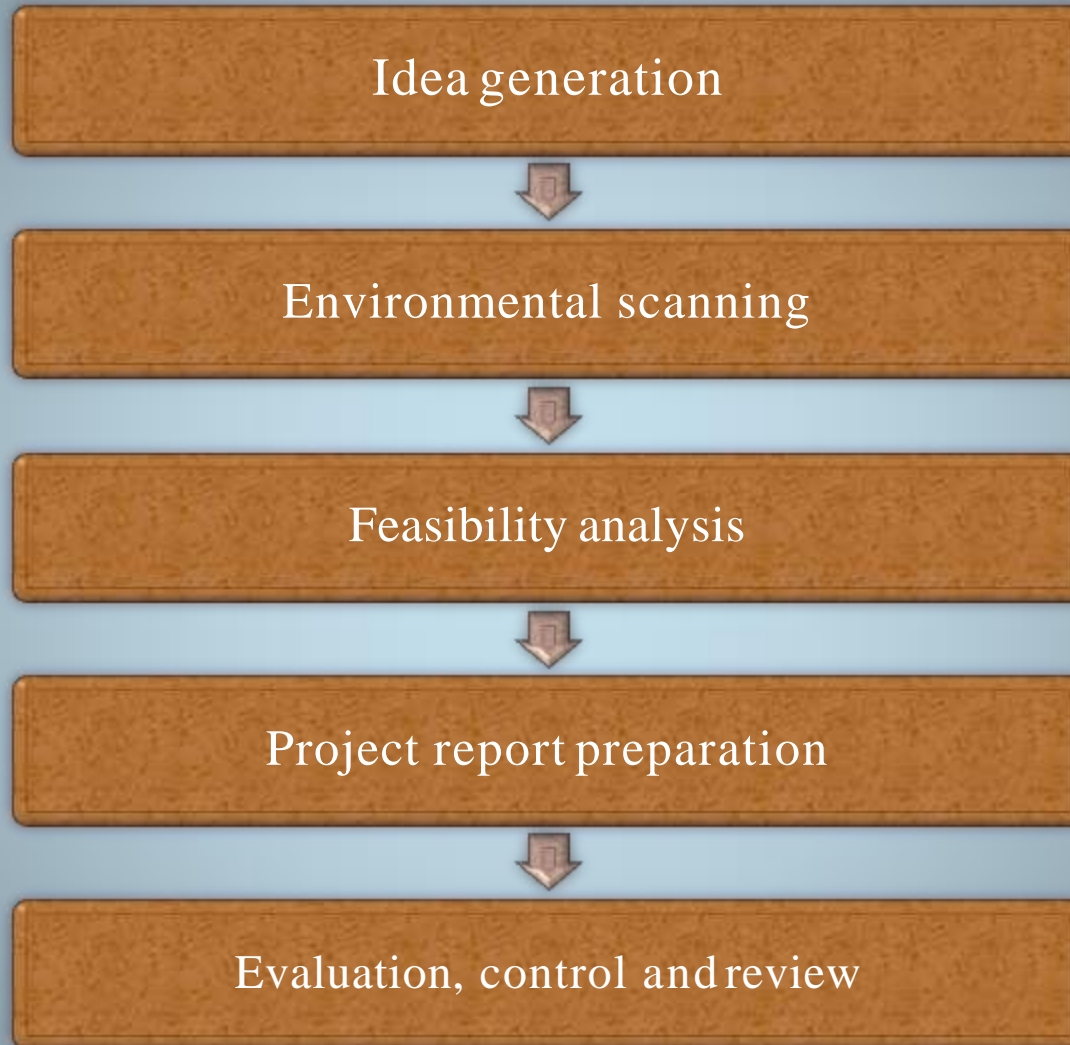 Idea generation
Environmental scanning
Feasibility analysis
Project report preparation
Evaluation, control and review